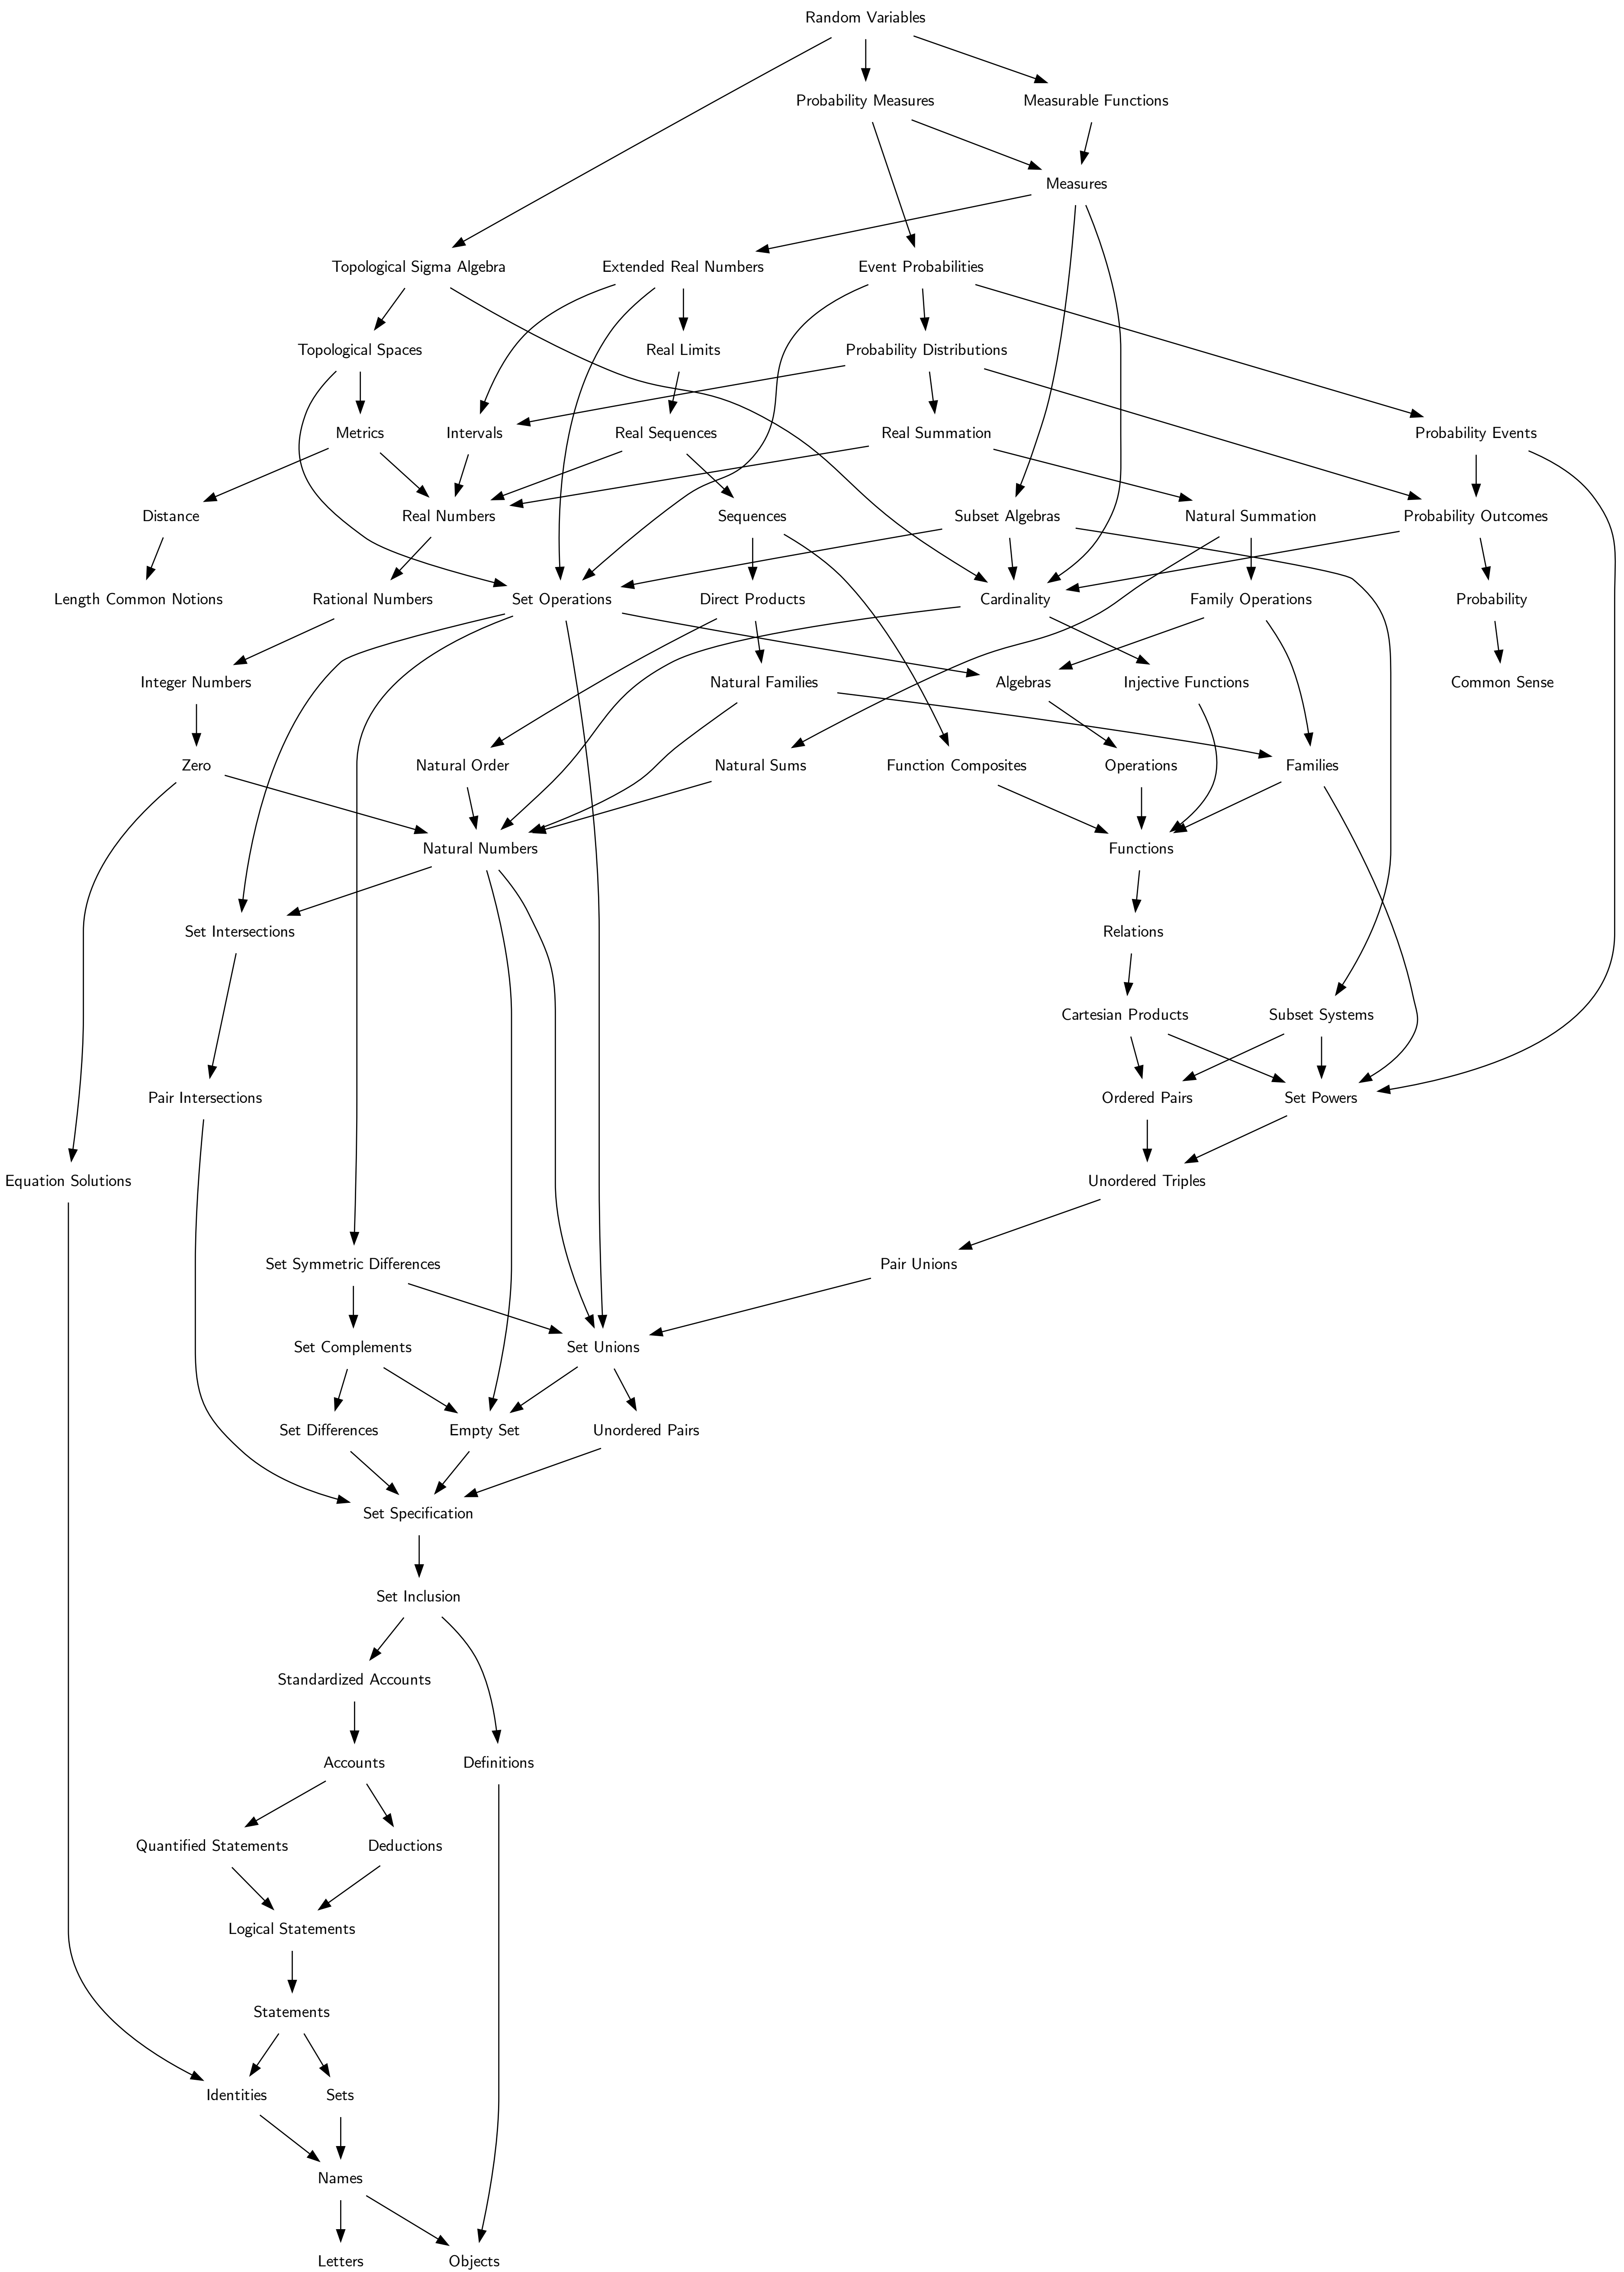 Random Variables
Probability Measures
Measurable Functions
Measures
Topological Sigma Algebra
Extended Real Numbers
Event Probabilities
Topological Spaces
Real Limits
Probability Distributions
Metrics
Intervals
Real Sequences
Real Summation
Probability Events
Distance
Real Numbers
Sequences
Subset Algebras
Natural Summation
Probability Outcomes
Length Common Notions
Rational Numbers
Set Operations
Direct Products
Cardinality
Family Operations
Probability
Integer Numbers
Natural Families
Algebras
Injective Functions
Common Sense
Zero
Natural Order
Natural Sums
Function Composites
Operations
Families
Natural Numbers
Functions
Set Intersections
Relations
Cartesian Products
Subset Systems
Pair Intersections
Ordered Pairs
Set Powers
Equation Solutions
Unordered Triples
Set Symmetric Differences
Pair Unions
Set Complements
Set Unions
Set Differences
Empty Set
Unordered Pairs
Set Specification
Set Inclusion
Standardized Accounts
Accounts
Definitions
Quantified Statements
Deductions
Logical Statements
Statements
Identities
Sets
Names
Letters
Objects